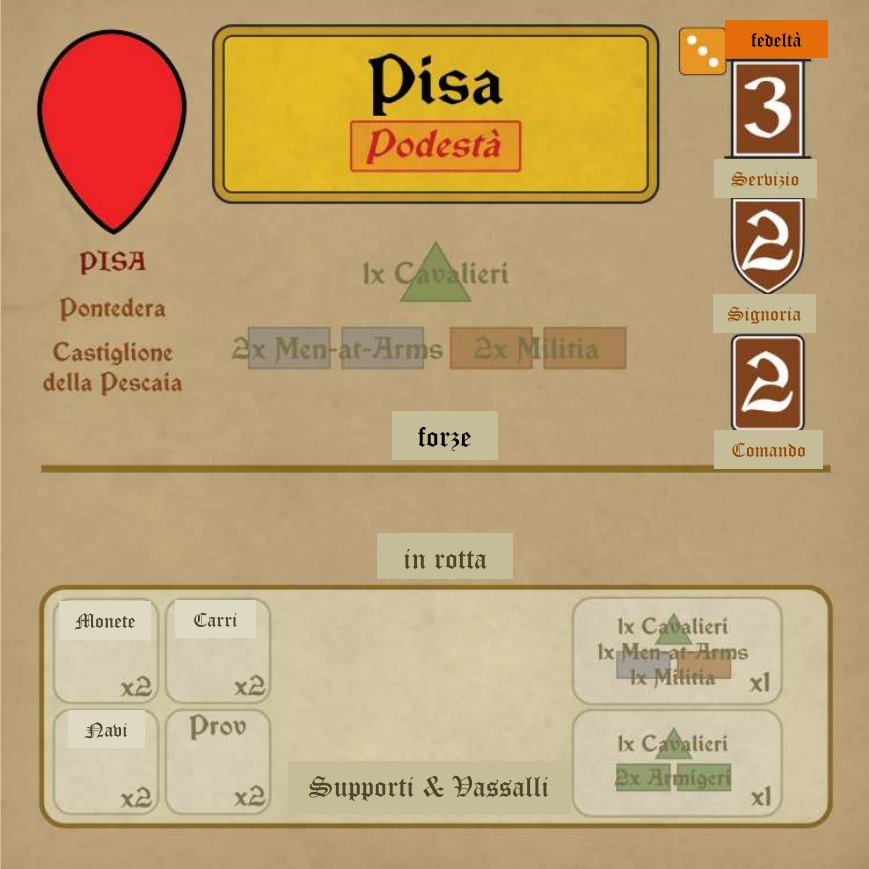 Pisa
Podestà
fedeltà
3
Servizio
2
Signoria
2
Comando
PISA
Pontedera
Castiglione
della Pescaia
1x Cavalieri
2x Men-at-Arms 2x Militia
forze
in rotta
Monete
x2
Carri
x2
Navi
x2
Prov
x2
Supporti & Vassalli
1x Cavalieri
1x Men-at-Arms
1x Militia
x1
1x Cavalieri
2x Armigeri
x1